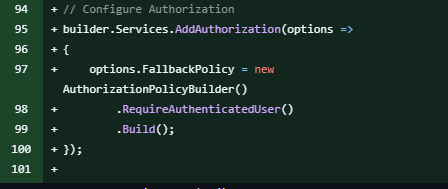 94 + // Configure Authorization
95 + builder.Services.AddAuthorization(options =>
96 + {
97 +     options.FallbackPolicy = new
AuthorizationPolicyBuilder()
98 +         .RequireAuthenticatedUser()
99 +         .Build();
100 + });
101 +